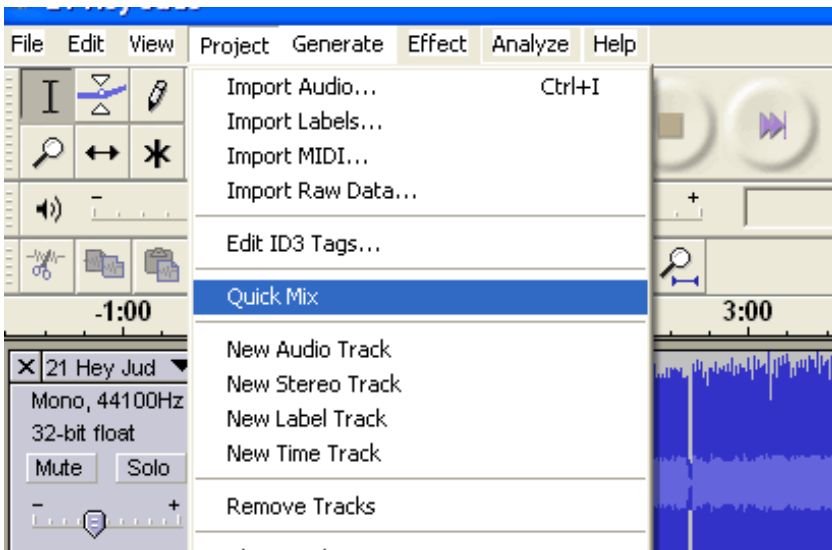 File Edit View Project Generate Effect Analyze Help
Import Audio... Ctrl+I
Import Labels...
Import MIDI...
Import Raw Data...
Edit ID3 Tags...
Quick Mix
-1:00 3:00
New Audio Track
21 Hey Jud
New Stereo Track
Mono, 44100Hz
New Label Track
32-bit float
New Time Track
Mute Solo
Remove Tracks
- +